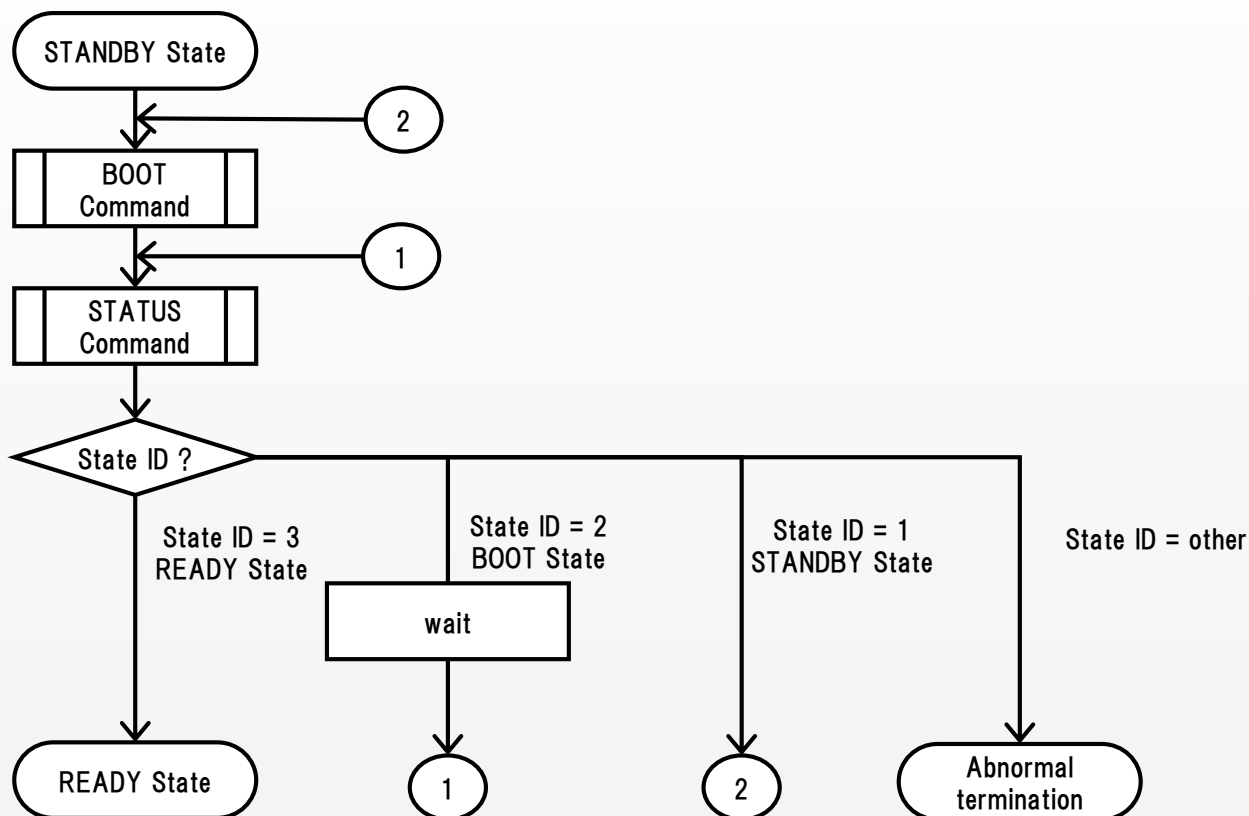 STANDBY State
2
BOOT
Command
1
STATUS
Command
State ID ?
State ID = 3
READY State
State ID = 2
BOOT State
State ID = 1
STANDBY State
State ID = other
wait
READY State
1
2
Abnormal
termination